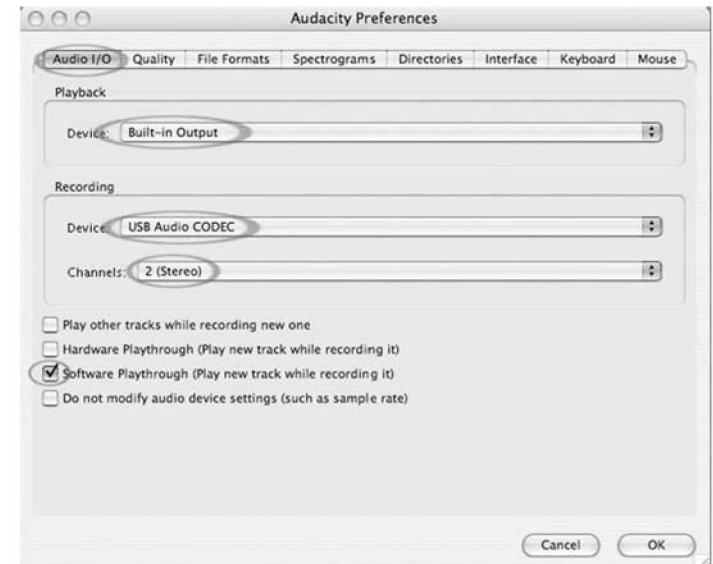 Audacity Preferences
Audio I/O Quality File Formats Spectrograms Directories Interface Keyboard Mouse
Playback
Device: Built-in Output
Recording
Device: USB Audio CODEC
Channels: 2 (Stereo)
Play other tracks while recording new one
Hardware Playthrough (Play new track while recording it)
Software Playthrough (Play new track while recording it)
Do not modify audio device settings (such as sample rate)
Cancel OK